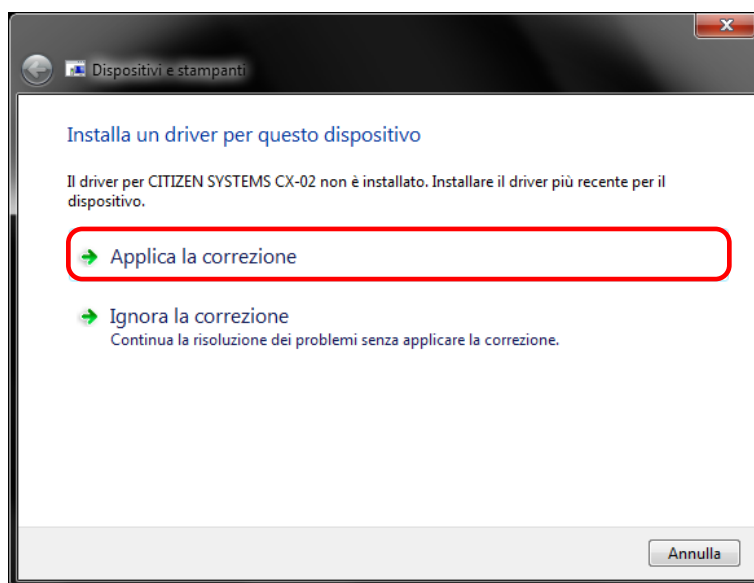 Dispositivi e stampanti
Installa un driver per questo dispositivo
Il driver per CITIZEN SYSTEMS CX-02 non è installato. Installare il driver più recente per il
dispositivo.
Applica la correzione
Ignora la correzione
Continua la risoluzione dei problemi senza applicare la correzione.
Annulla